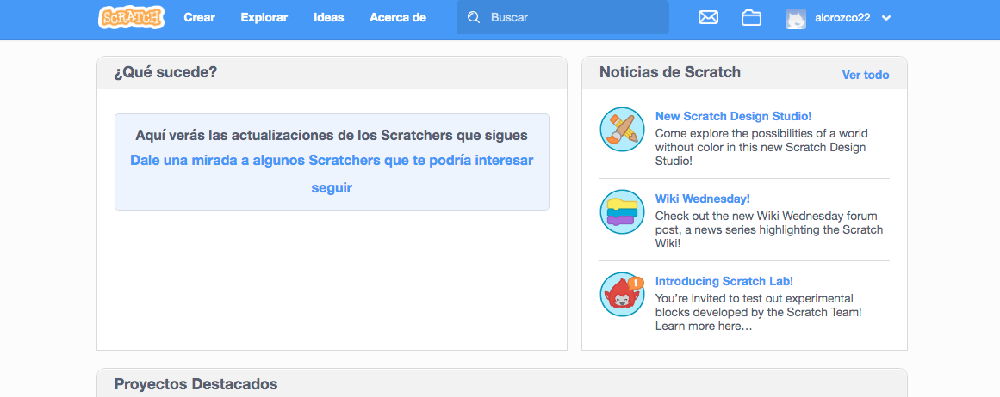 SCRATCH Crear Explorar Ideas Acerca de Buscar alorozco22
¿Qué sucede?
Aquí verás las actualizaciones de los Scratchers que sigues
Dale una mirada a algunos Scratchers que te podría interesar
seguir
Noticias de Scratch Ver todo
New Scratch Design Studio!
Come explore the possibilities of a world
without color in this new Scratch Design
Studio!
Wiki Wednesday!
Check out the new Wiki Wednesday forum
post, a news series highlighting the Scratch
Wiki!
Introducing Scratch Lab!
You’re invited to test out experimental
blocks developed by the Scratch Team!
Learn more here…
Proyectos Destacados